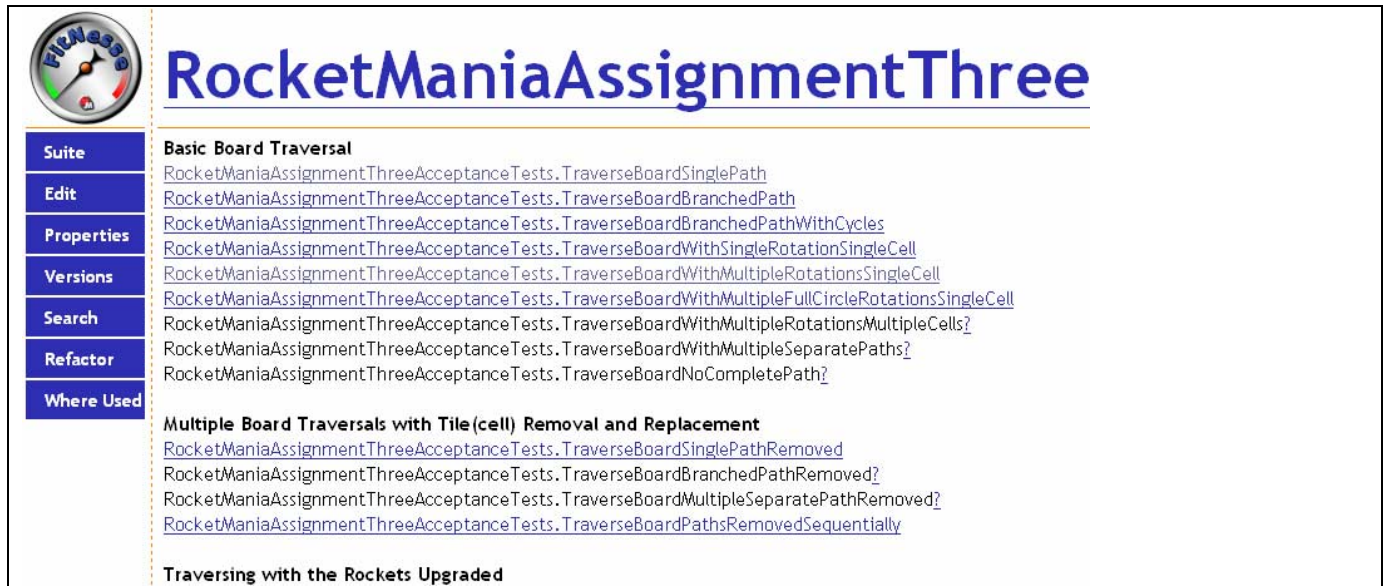 FitNesse
RocketManiaAssignmentThree
Suite
Edit
Properties
Versions
Search
Refactor
Where Used
Basic Board Traversal
RocketManiaAssignmentThreeAcceptanceTests.TraverseBoardSinglePath
RocketManiaAssignmentThreeAcceptanceTests.TraverseBoardBranchedPath
RocketManiaAssignmentThreeAcceptanceTests.TraverseBoardBranchedPathWithCycles
RocketManiaAssignmentThreeAcceptanceTests.TraverseBoardWithSingleRotationSingleCell
RocketManiaAssignmentThreeAcceptanceTests.TraverseBoardWithMultipleRotationsSingleCell
RocketManiaAssignmentThreeAcceptanceTests.TraverseBoardWithMultipleFullCircleRotationsSingleCell
RocketManiaAssignmentThreeAcceptanceTests.TraverseBoardWithMultipleRotationsMultipleCells?
RocketManiaAssignmentThreeAcceptanceTests.TraverseBoardWithMultipleSeparatePaths?
RocketManiaAssignmentThreeAcceptanceTests.TraverseBoardNoCompletePath?
Multiple Board Traversals with Tile(cell) Removal and Replacement
RocketManiaAssignmentThreeAcceptanceTests.TraverseBoardSinglePathRemoved
RocketManiaAssignmentThreeAcceptanceTests.TraverseBoardBranchedPathRemoved?
RocketManiaAssignmentThreeAcceptanceTests.TraverseBoardMultipleSeparatePathRemoved?
RocketManiaAssignmentThreeAcceptanceTests.TraverseBoardPathsRemovedSequentially
Traversing with the Rockets Upgraded